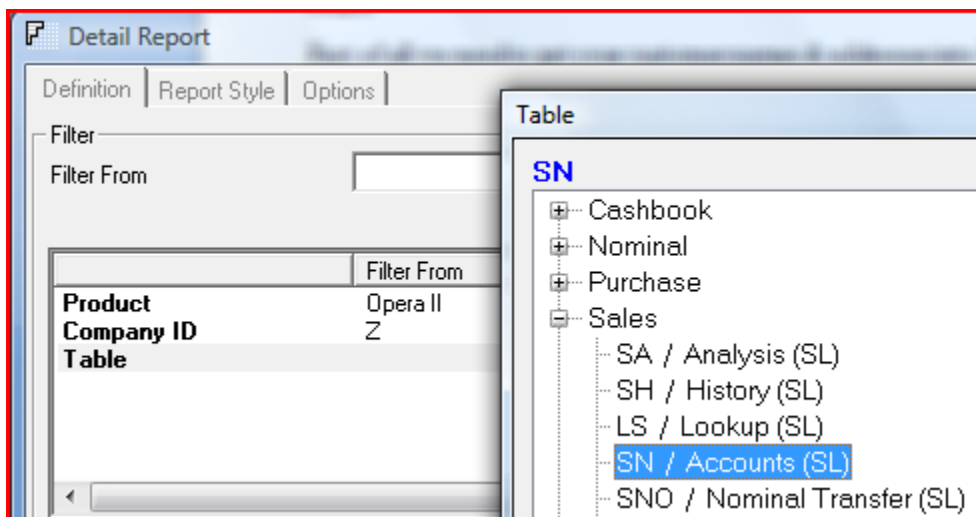 Detail Report
Definition Report Style Options
Filter
Filter From
Filter From
Product Opera II
Company ID Z
Table
Table
SN
Cashbook
Nominal
Purchase
Sales
SA / Analysis (SL)
SH / History (SL)
LS / Lookup (SL)
SN / Accounts (SL)
SNO / Nominal Transfer (SL)